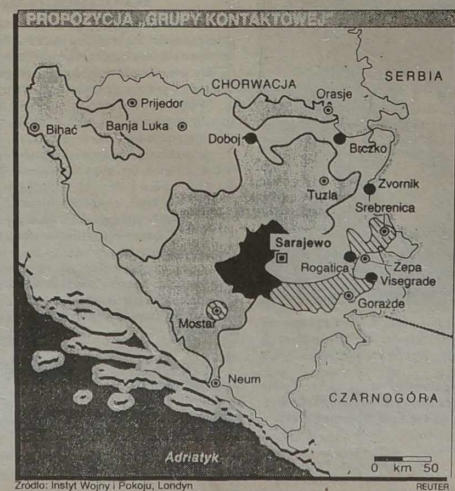 PROPOZYCJA „GRUPY KONTAKTOWEJ”
CHORWACJA
SERBIA
Prijedor
Orasje
Bihać
Banja Luka
Doboj
Brczko
Tuzla
Zvornik
Srebrenica
Sarajewo
Rogatica
Zepa
Visegrade
Gorażde
Mostar
Neum
CZARNOGÓRA
Adriatyk
0 km 50
Źródło: Instyt Wojny i Pokoju, Londyn
REUTER